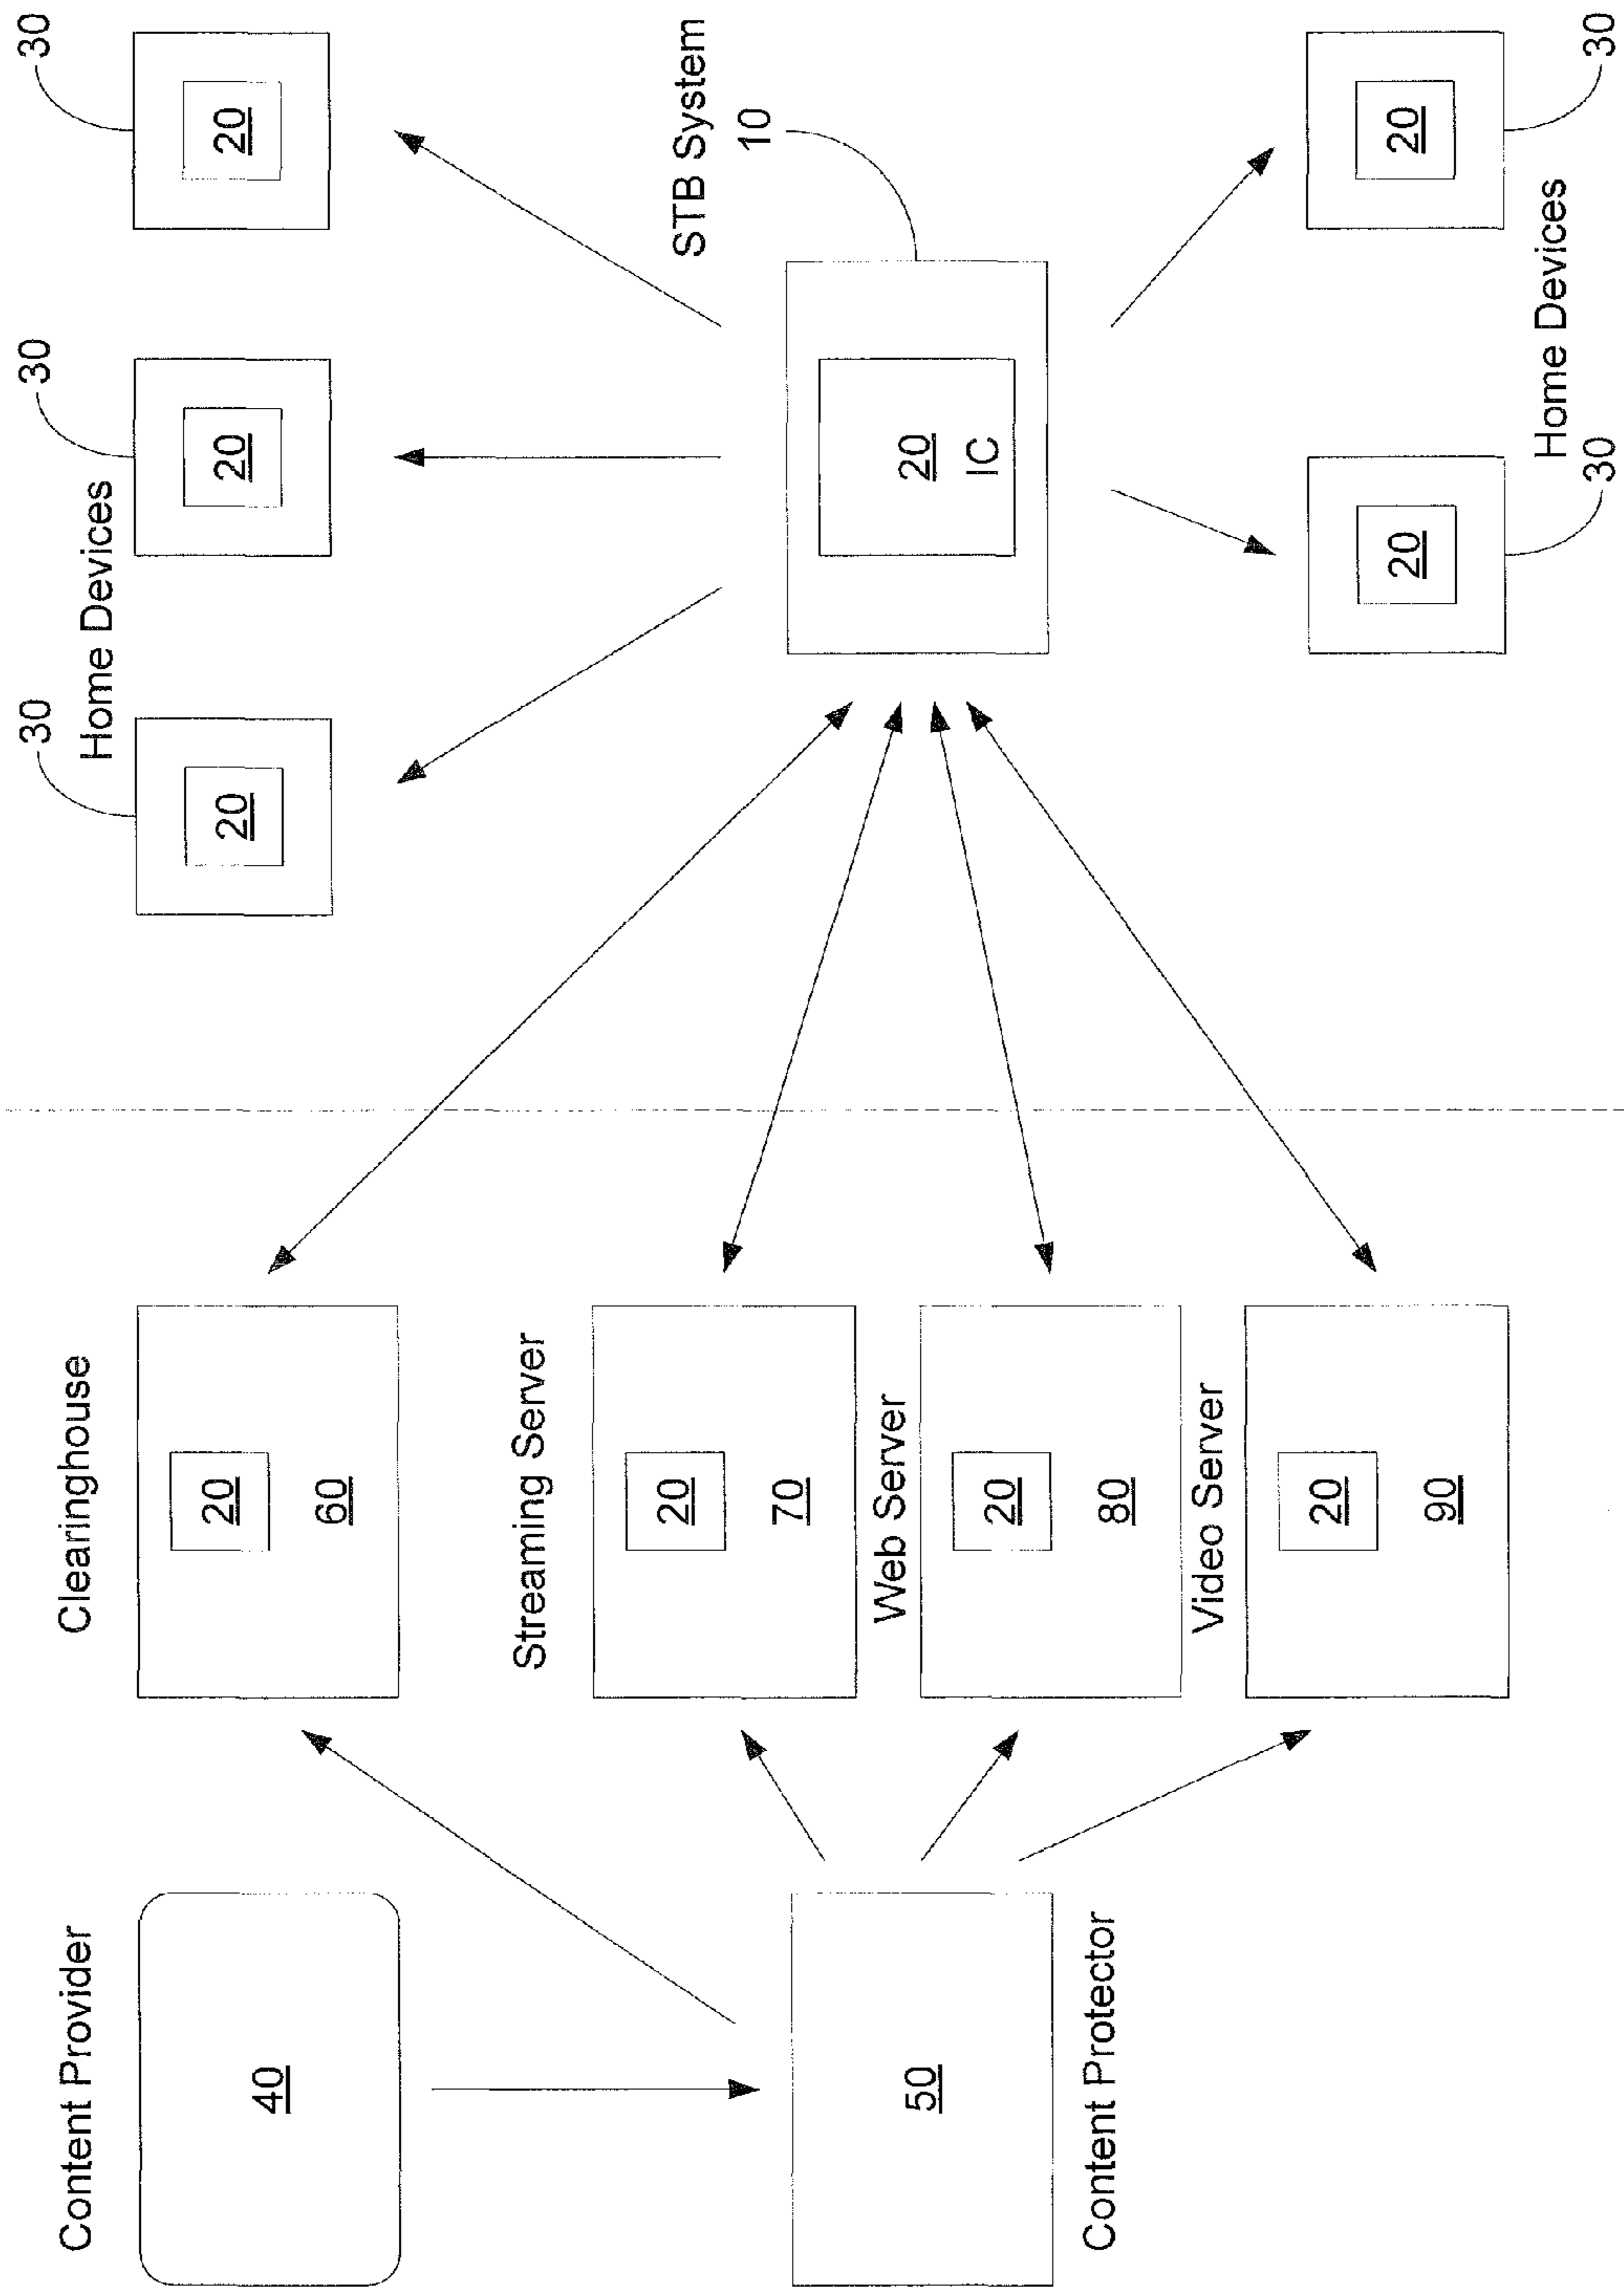 Content Provider
40
50
Content Protector
Clearinghouse
20
60
Streaming Server
20
70
Web Server
20
80
Video Server
20
90
Home Devices
30
20
30
20
30
20
STB System
10
20
IC
20
30
20
30
Home Devices